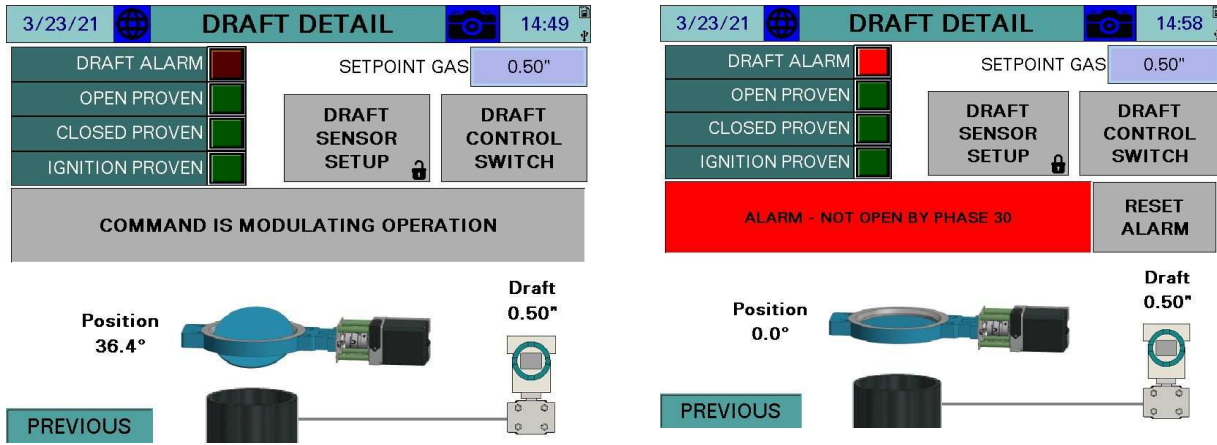 3/23/21
DRAFT DETAIL
14:49
DRAFT ALARM
OPEN PROVEN
CLOSED PROVEN
IGNITION PROVEN
SETPOINT GAS
0.50"
DRAFT
SENSOR
SETUP
DRAFT
CONTROL
SWITCH
COMMAND IS MODULATING OPERATION
Position
36.4°
Draft
0.50"
PREVIOUS
3/23/21
DRAFT DETAIL
14:58
DRAFT ALARM
OPEN PROVEN
CLOSED PROVEN
IGNITION PROVEN
SETPOINT GAS
0.50"
DRAFT
SENSOR
SETUP
DRAFT
CONTROL
SWITCH
ALARM - NOT OPEN BY PHASE 30
RESET
ALARM
Position
0.0°
Draft
0.50"
PREVIOUS